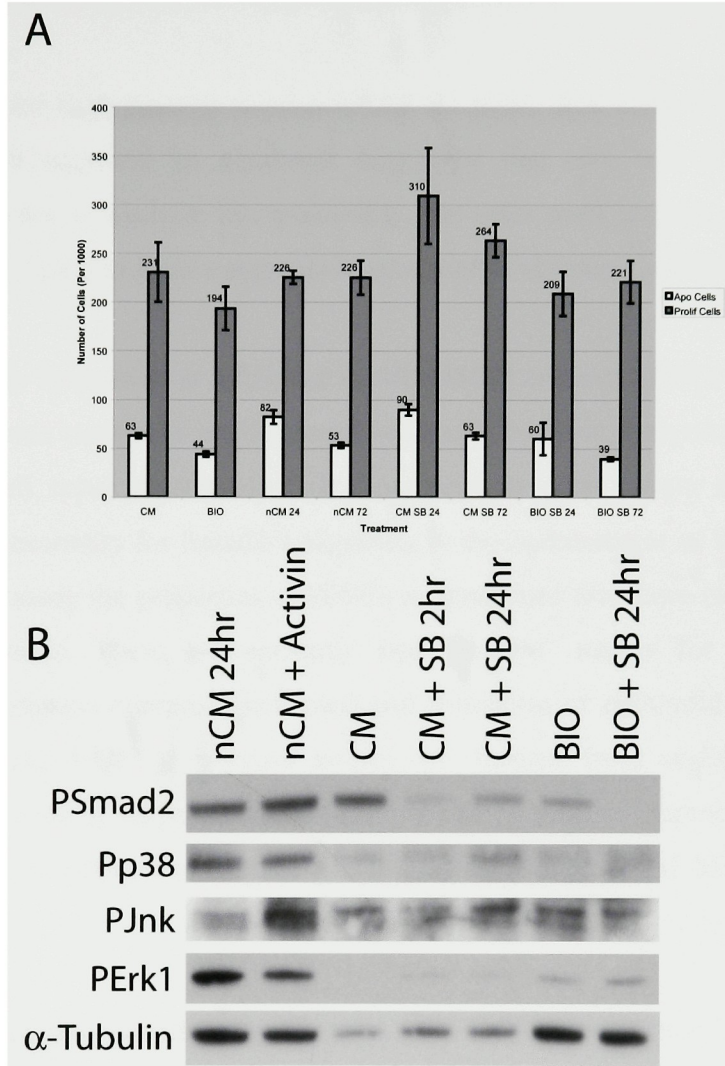 A
400
350
300
250
200
150
100
50
0
Number of Cells (Per 1000)
63 231
44 194
82 226
53 226
90 310
63 264
60 209
39 221
CM BIO nCM 24 nCM 72 CM SB 24 CM SB 72 BIO SB 24 BIO SB 72
Treatment
Apo Cells
Prolif Cells
B
nCM 24hr
nCM + Activin
CM
CM + SB 2hr
CM + SB 24hr
BIO
BIO + SB 24hr
PSmad2
Pp38
PJnk
PErk1
α-Tubulin